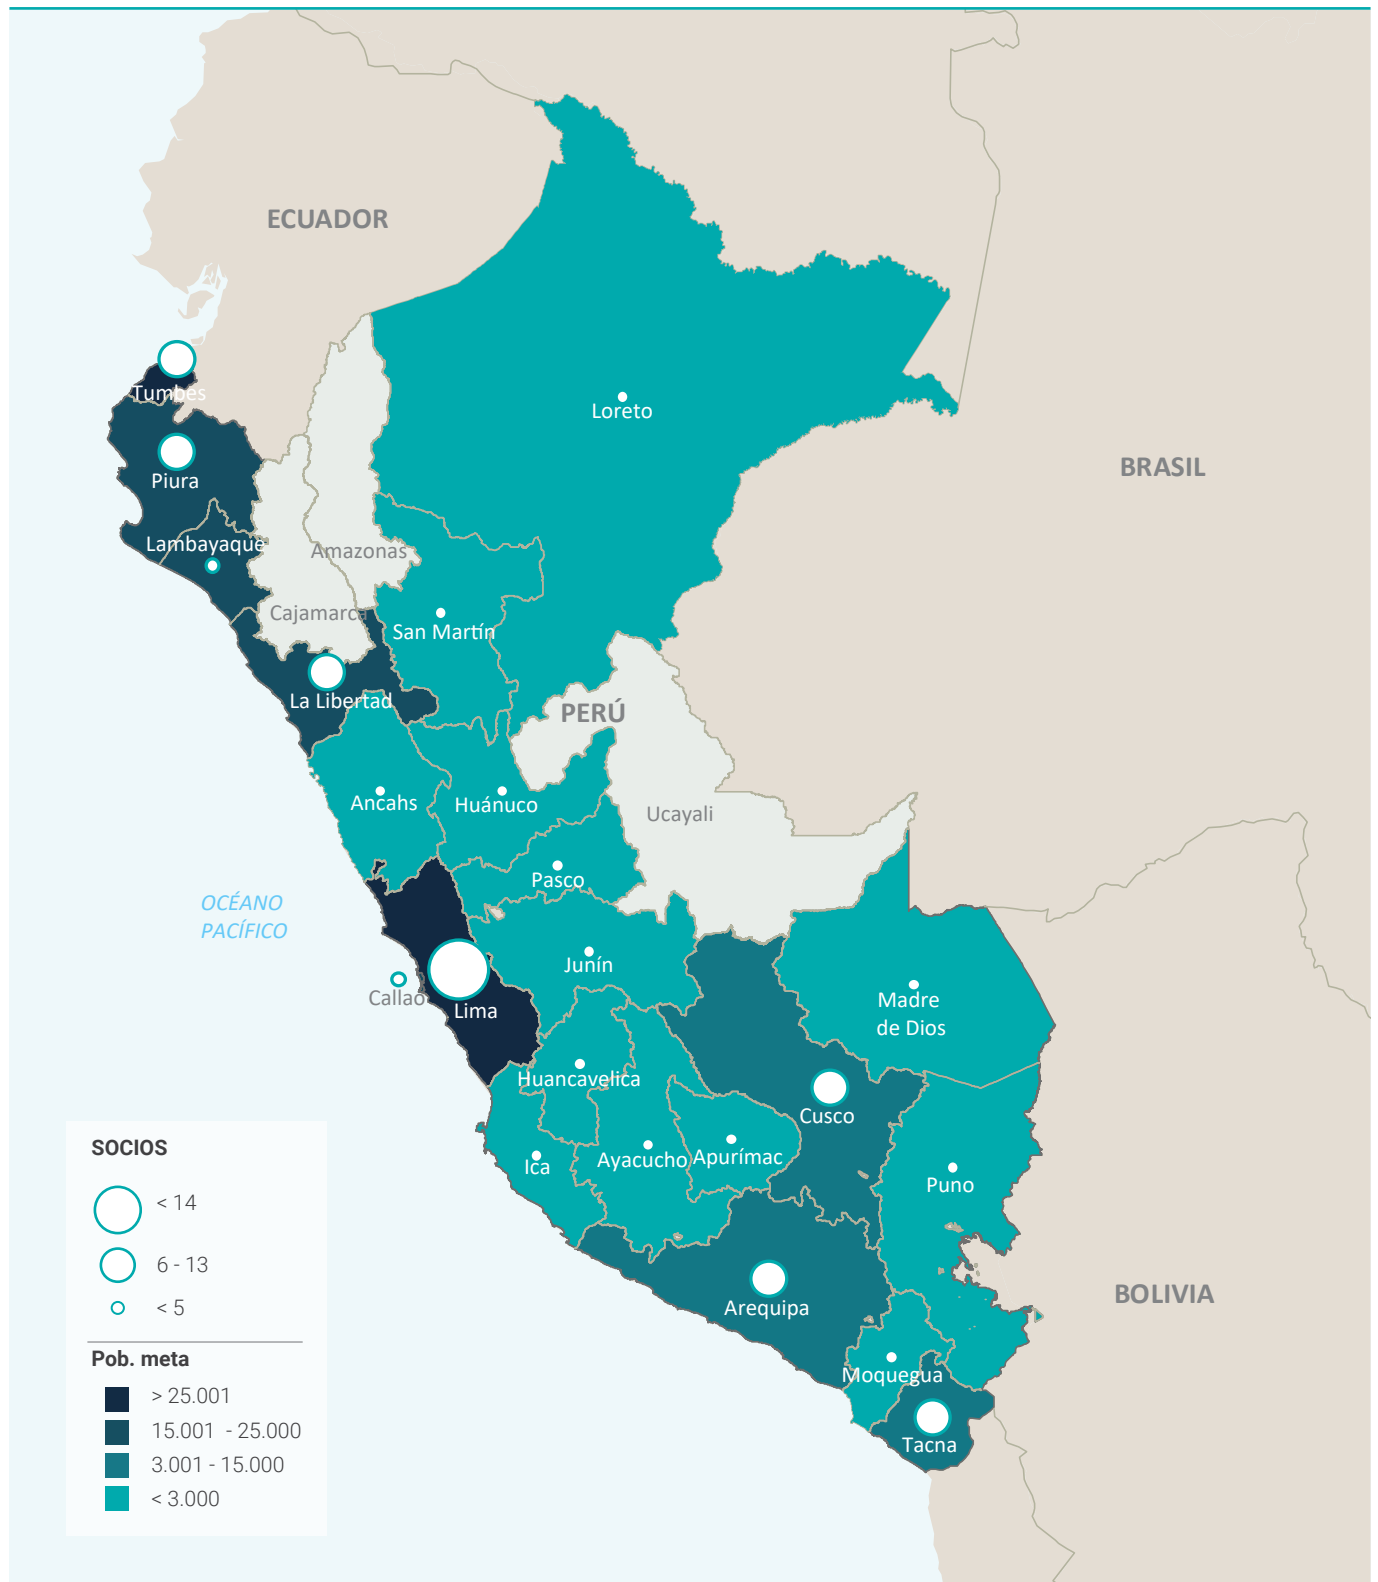 ECUADOR
Tumbes
Loreto
BRASIL
Piura
Lambayaque
Amazonas
Cajamarca
San Martín
La Libertad
PERÚ
Ancahs
Huánuco
Ucayali
Pasco
OCÉANO
PACÍFICO
Junín
Callao
Lima
Madre
de Dios
Huancavelica
Cusco
Ica
Ayacucho
Apurímac
Puno
Arequipa
BOLIVIA
Moquegua
Tacna
SOCIOS
< 14
6 - 13
< 5
Pob. meta
> 25.001
15.001 - 25.000
3.001 - 15.000
< 3.000